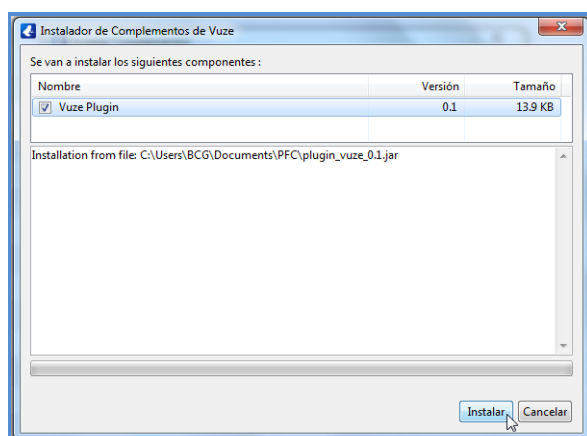 Instalador de Complementos de Vuze
Se van a instalar los siguientes componentes :
Nombre Versión Tamaño
Vuze Plugin 0.1 13.9 KB
Installation from file: C:\Users\BCG\Documents\PFC\plugin_vuze_0.1.jar
Instalar Cancelar